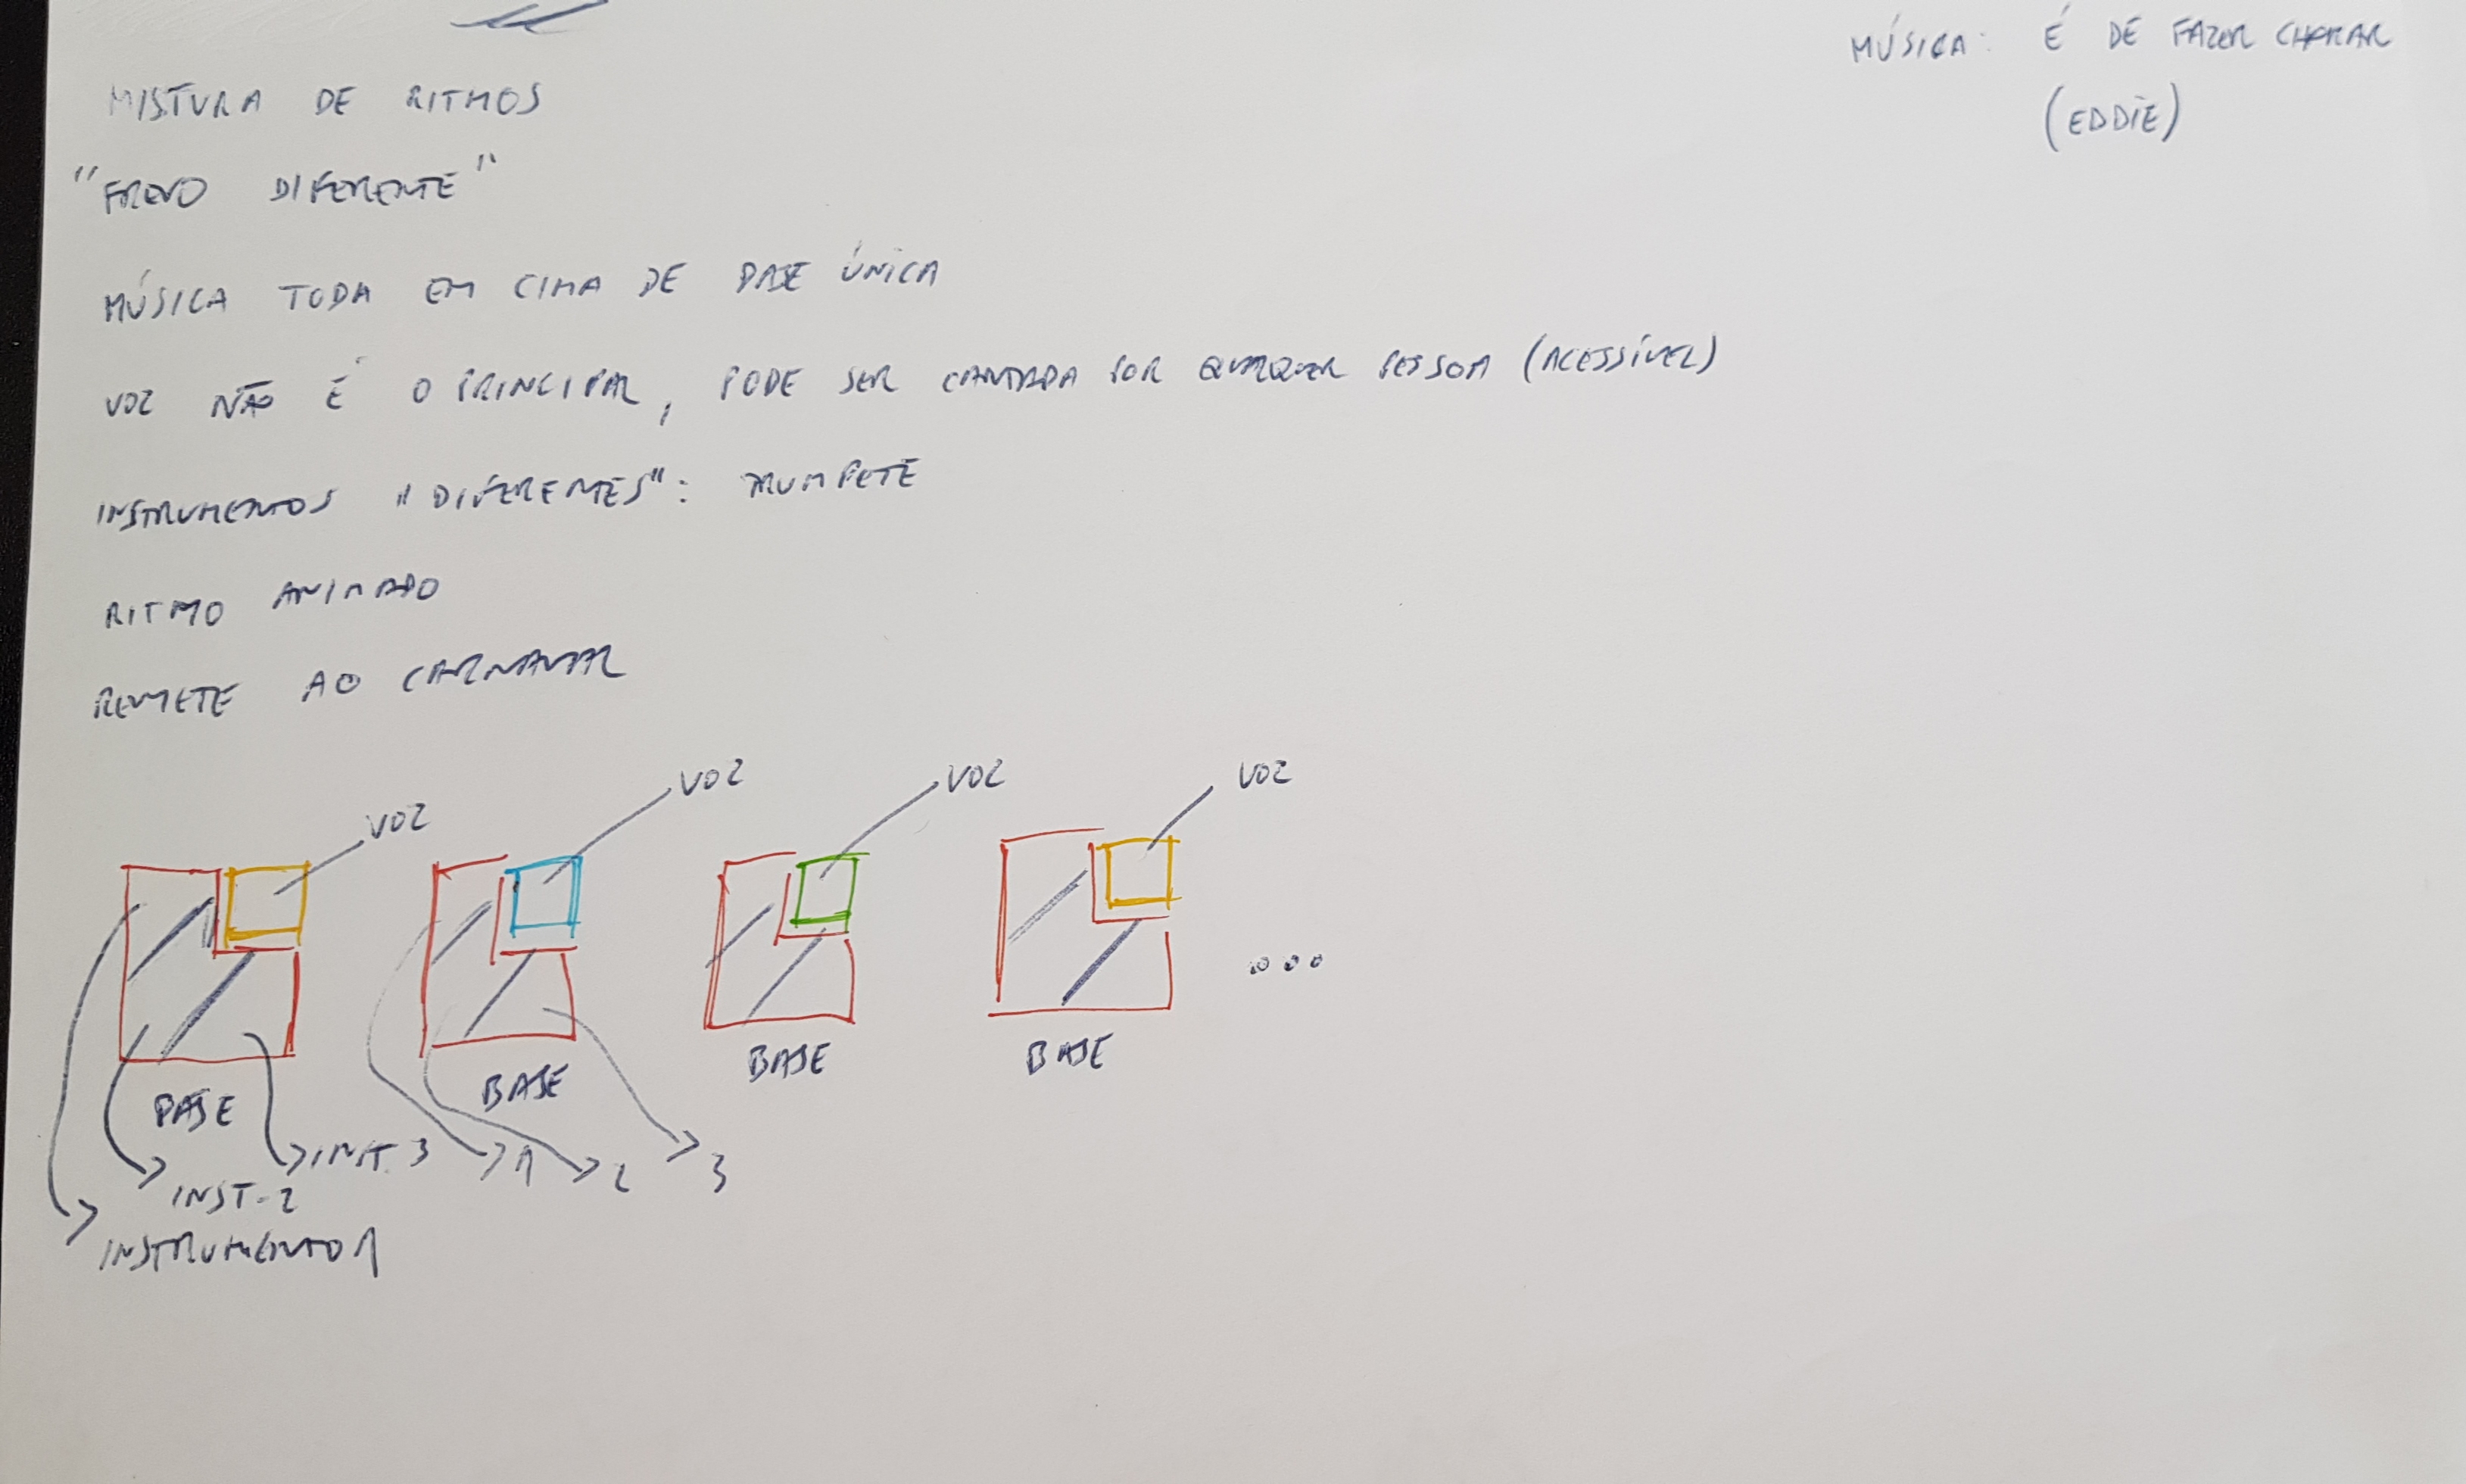 MÚSICA: É DE FAZER CHORAR
(EDDIE)
MISTURA DE RITMOS
"FREVO DIFERENTE"
MÚSICA TODA EM CIMA DE BASE ÚNICA
VOZ NÃO É O PRINCIPAL, PODE SER CANTADA POR QUALQUER PESSOA (ACESSÍVEL)
INSTRUMENTOS "DIFERENTES": TRUMPETE
RITMO ANIMADO
REMETE AO CARNAVAL
VOZ VOZ VOZ VOZ
BASE BASE BASE BASE
INST. 3 1 2 3
INST. 2
INSTRUMENTO 1